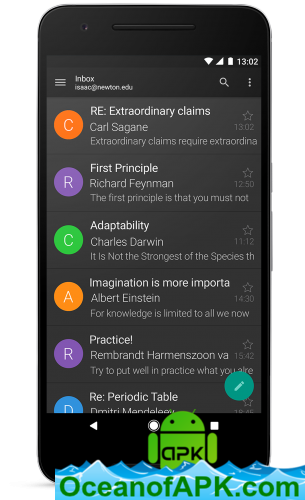 13:02
Inbox
isaac@newton.edu
RE: Extraordinary claims
C
Carl Sagane
13:02
Extraordinary claims require extraordina
First Principle
R
Richard Feynman
12:50
The first principle is that you must not
Adaptability
C
Charles Darwin
11:12
It Is Not the Strongest of the Species th
Imagination is more importa
A
Albert Einstein
14:30
For knowledge is limited to all we now
Practice!
R
Rembrandt Harmenszoon va
15:42
Try to put well in practice what you alre
Re: Periodic Table
D
Dmitri Mendeleew
18:46
APK
OceanofAPK.com